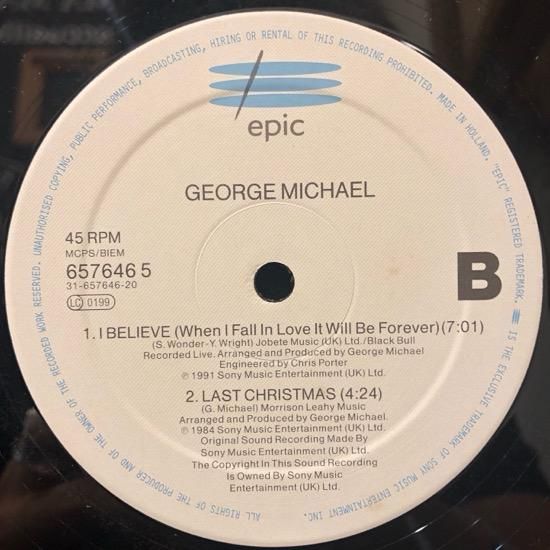 epic
GEORGE MICHAEL
45 RPM
MCPS/BIEM
657646 5
31-657646-20
LC 0199
B
1. I BELIEVE (When I Fall In Love It Will Be Forever)(7:01)
(S. Wonder-Y. Wright) Jobete Music (UK) Ltd./Black Bull
Recorded Live. Arranged and Produced by George Michael
Engineered by Chris Porter
℗ 1991 Sony Music Entertainment (UK) Ltd.
2. LAST CHRISTMAS (4:24)
(G. Michael) Morrison Leahy Music
Arranged and Produced by George Michael.
℗ 1984 Sony Music Entertainment (UK) Ltd.
Original Sound Recording Made By
Sony Music Entertainment (UK) Ltd.
The Copyright In This Sound Recording
Is Owned By Sony Music
Entertainment (UK) Ltd.
ALL RIGHTS OF THE PRODUCER AND OF THE OWNER OF THE RECORDED WORK RESERVED. UNAUTHORISED COPYING, PUBLIC PERFORMANCE, BROADCASTING, HIRING OR RENTAL OF THIS RECORDING PROHIBITED. MADE IN HOLLAND. "EPIC" REGISTERED TRADEMARK. IS THE EXCLUSIVE TRADEMARK OF SONY MUSIC ENTERTAINMENT INC.